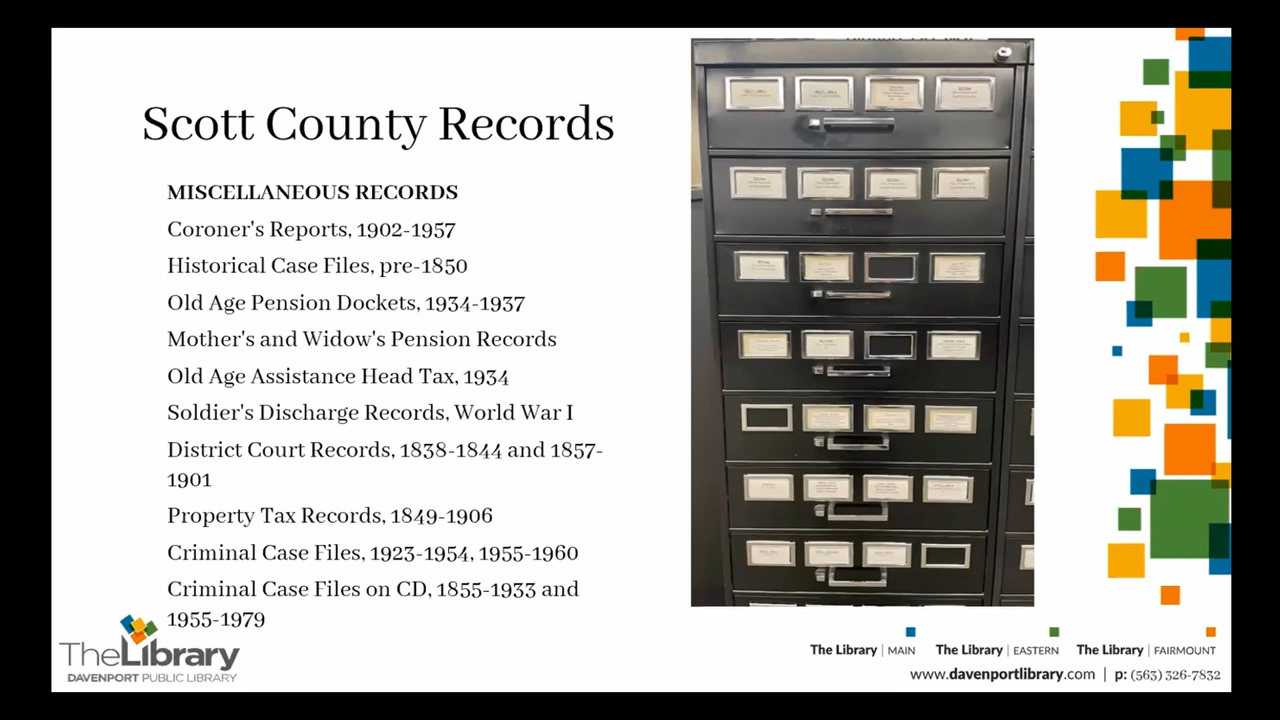 Scott County Records
MISCELLANEOUS RECORDS
Coroner's Reports, 1902-1957
Historical Case Files, pre-1850
Old Age Pension Dockets, 1934-1937
Mother's and Widow's Pension Records
Old Age Assistance Head Tax, 1934
Soldier's Discharge Records, World War I
District Court Records, 1838-1844 and 1857-
1901
Property Tax Records, 1849-1906
Criminal Case Files, 1923-1954, 1955-1960
Criminal Case Files on CD, 1855-1933 and
1955-1979
TheLibrary
DAVENPORT PUBLIC LIBRARY
The Library | MAIN The Library | EASTERN The Library | FAIRMOUNT
www.davenportlibrary.com | p: (563) 326-7832